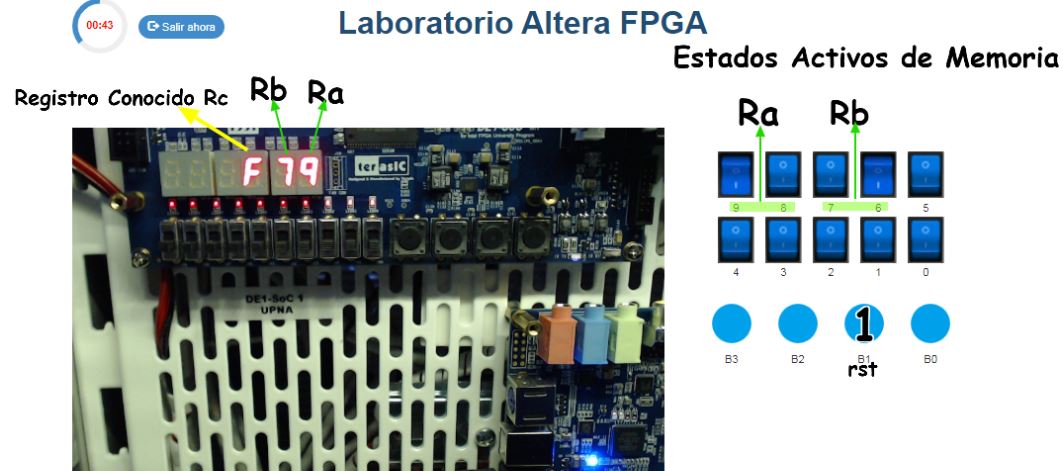 00:43
Salir ahora
Laboratorio Altera FPGA
Estados Activos de Memoria
Registro Conocido Rc
Rb
Ra
Ra
Rb
F 79
terasIC
9 8 7 6 5
4 3 2 1 0
DE1-SoC 1
UPNA
1
B3 B2 B1 B0
rst